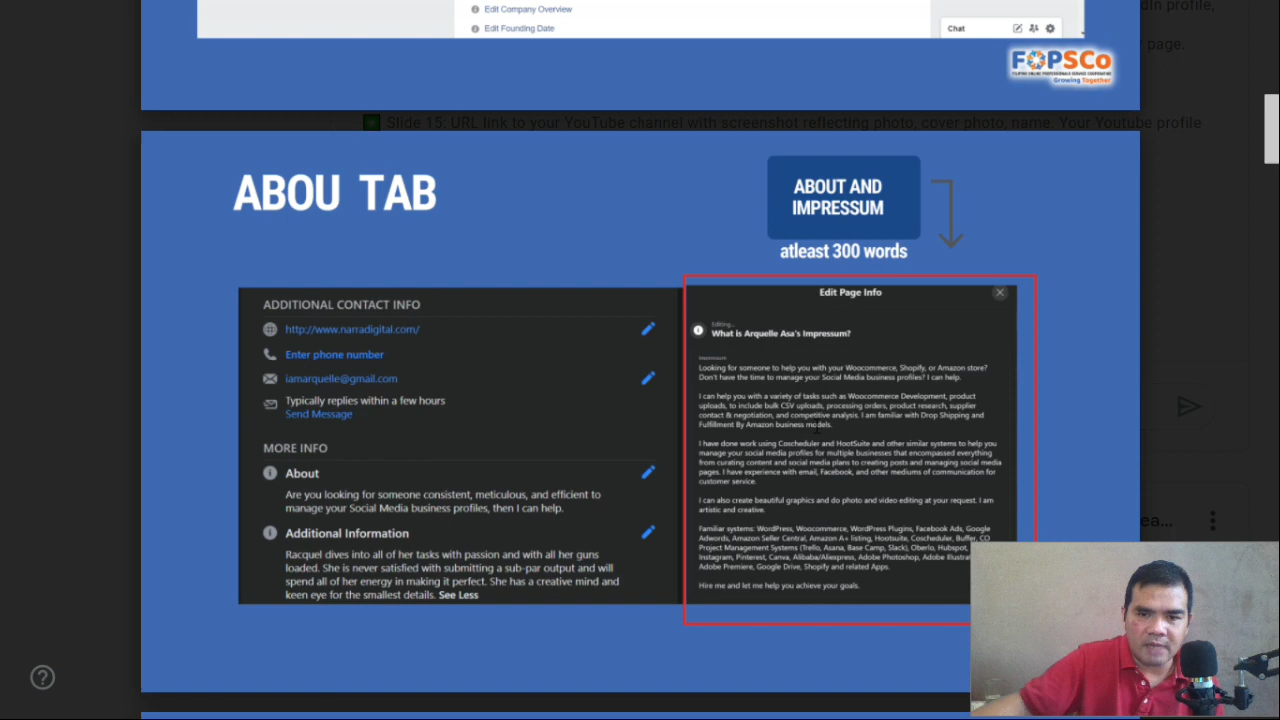 Edit Company Overview
Edit Founding Date
Chat
FOPSCo
FILIPINO ONLINE PROFESSIONALS SERVICE COOPERATIVE
Growing Together
dIn profile,
page.
Slide 15: URL link to your YouTube channel with screenshot reflecting photo, cover photo, name. Your Youtube profile
ABOU TAB
ABOUT AND
IMPRESSUM
atleast 300 words
ADDITIONAL CONTACT INFO
http://www.narradigital.com/
Enter phone number
iamarquelle@gmail.com
Typically replies within a few hours
Send Message
MORE INFO
About
Are you looking for someone consistent, meticulous, and efficient to
manage your Social Media business profiles, then I can help.
Additional Information
Racquel dives into all of her tasks with passion and with all her guns
loaded. She is never satisfied with submitting a sub-par output and will
spend all of her energy in making it perfect. She has a creative mind and
keen eye for the smallest details. See Less
Edit Page Info
Editing...
What is Arquelle Asa's Impressum?
Impressum
Looking for someone to help you with your Woocommerce, Shopify, or Amazon store?
Don't have the time to manage your Social Media business profiles? I can help.
I can help you with a variety of tasks such as Woocommerce Development, product
uploads, to include bulk CSV uploads, processing orders, product research, supplier
contact & negotiation, and competitive analysis. I am familiar with Drop Shipping and
Fulfillment By Amazon business models.
I have done work using Coscheduler and HootSuite and other similar systems to help you
manage your social media profiles for multiple businesses that encompassed everything
from curating content and social media plans to creating posts and managing social media
pages. I have experience with email, Facebook, and other mediums of communication for
customer service.
I can also create beautiful graphics and do photo and video editing at your request. I am
artistic and creative.
Familiar systems: WordPress, Woocommerce, WordPress Plugins, Facebook Ads, Google
Adwords, Amazon Seller Central, Amazon A+ listing, Hootsuite, Coscheduler, Buffer, CO
Project Management Systems (Trello, Asana, Base Camp, Slack), Oberlo, Hubspot,
Instagram, Pinterest, Canva, Alibaba/Aliexpress, Adobe Photoshop, Adobe Illustra
Adobe Premiere, Google Drive, Shopify and related Apps.
Hire me and let me help you achieve your goals.
ea...